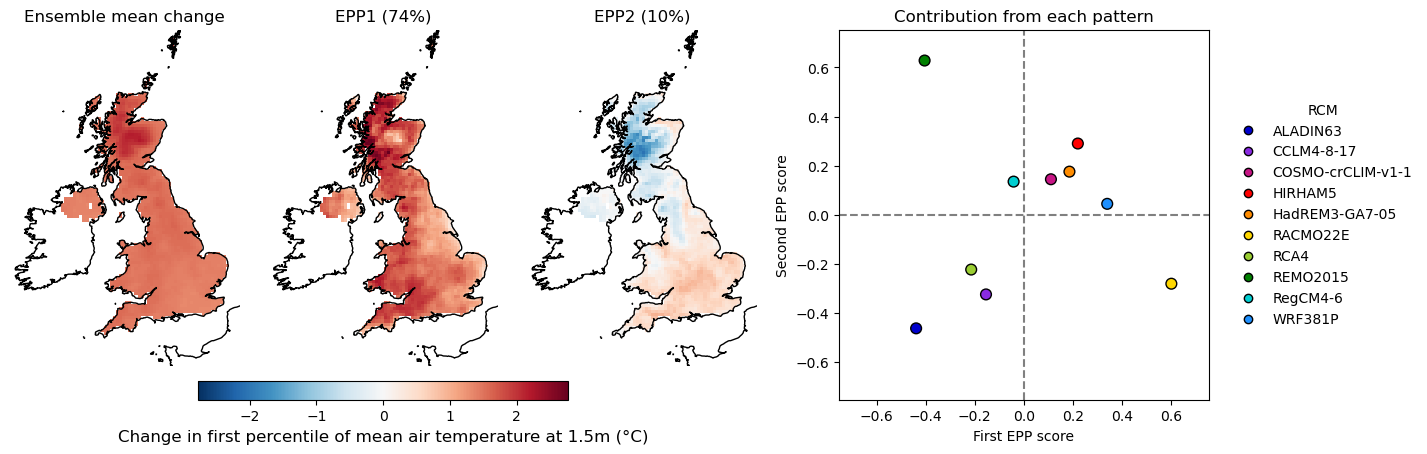 Ensemble mean change
EPP1 (74%)
EPP2 (10%)
−2 −1 0 1 2
Change in first percentile of mean air temperature at 1.5m (°C)
Contribution from each pattern
Second EPP score
0.6
0.4
0.2
0.0
−0.2
−0.4
−0.6
−0.6 −0.4 −0.2 0.0 0.2 0.4 0.6
First EPP score
RCM
ALADIN63
CCLM4-8-17
COSMO-crCLIM-v1-1
HIRHAM5
HadREM3-GA7-05
RACMO22E
RCA4
REMO2015
RegCM4-6
WRF381P